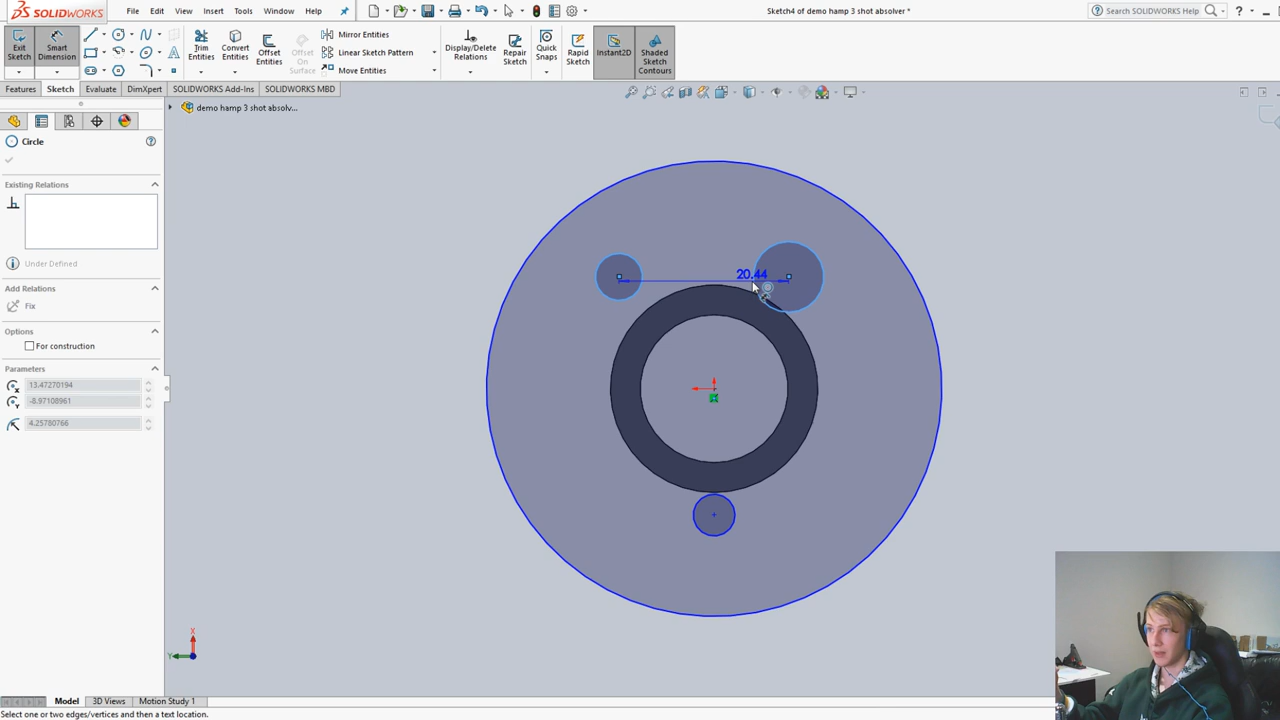 SOLIDWORKS
File
Edit
View
Insert
Tools
Window
Help
Sketch4 of demo hamp 3 shot absolver *
Search SOLIDWORKS Help
?
Exit Sketch
Smart Dimension
Trim Entities
Convert Entities
Offset Entities
Offset On Surface
Mirror Entities
Linear Sketch Pattern
Move Entities
Display/Delete Relations
Repair Sketch
Quick Snaps
Rapid Sketch
Instant2D
Shaded Sketch Contours
Features
Sketch
Evaluate
DimXpert
SOLIDWORKS Add-Ins
SOLIDWORKS MBD
demo hamp 3 shot absolv...
Circle
Existing Relations
Under Defined
Add Relations
Fix
Options
For construction
Parameters
13.47270194
-8.97108961
4.25780766
20.44
X
Y
Model
3D Views
Motion Study 1
Select one or two edges/vertices and then a text location.